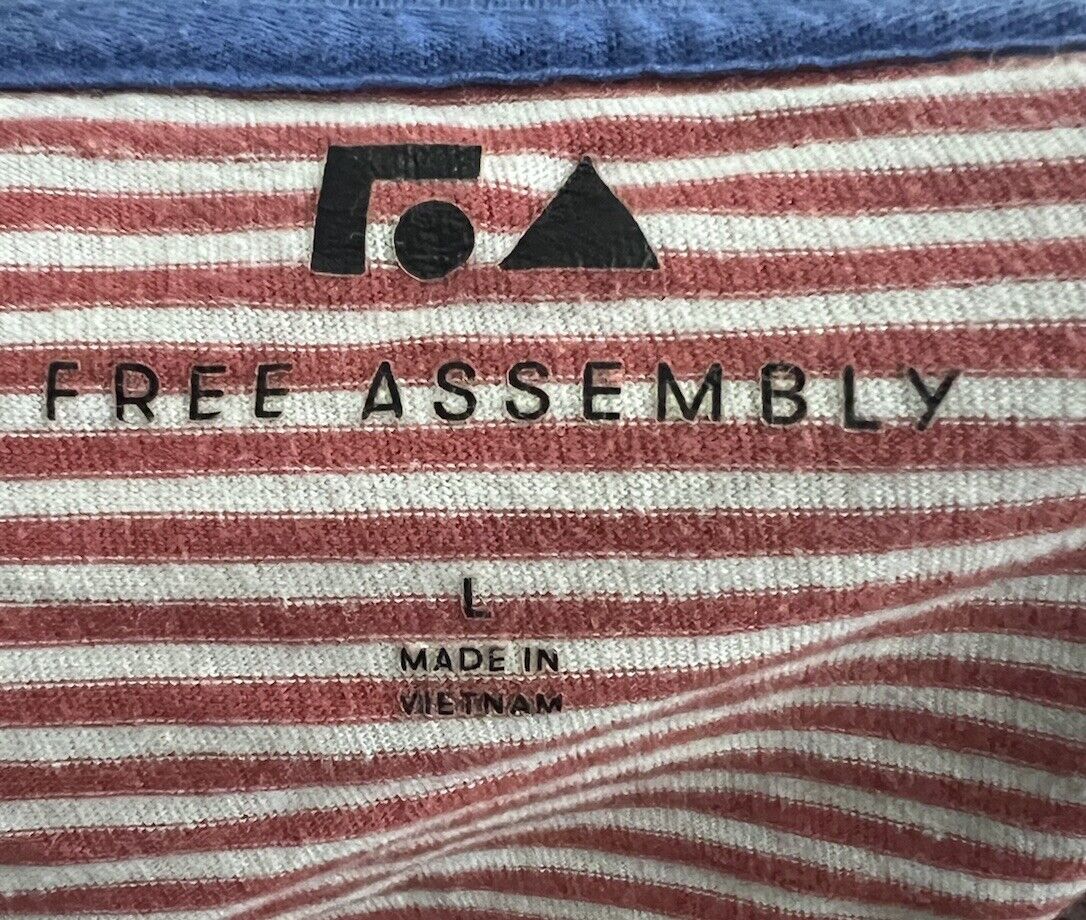 FREE ASSEMBLY
L
MADE IN
VIETNAM